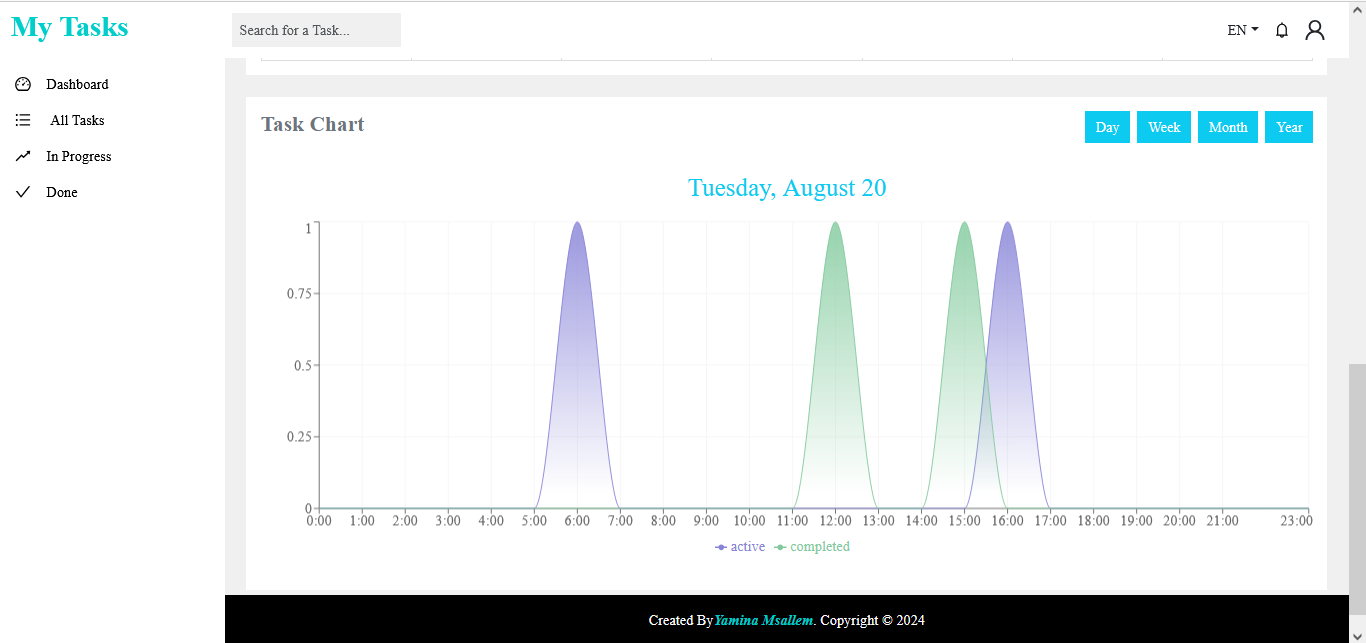 My Tasks
Search for a Task...
EN
Dashboard
All Tasks
In Progress
Done
Task Chart
Day Week Month Year
Tuesday, August 20
1
0.75
0.5
0.25
0
0:00 1:00 2:00 3:00 4:00 5:00 6:00 7:00 8:00 9:00 10:00 11:00 12:00 13:00 14:00 15:00 16:00 17:00 18:00 19:00 20:00 21:00 23:00
active completed
Created By Yamina Msallem. Copyright © 2024